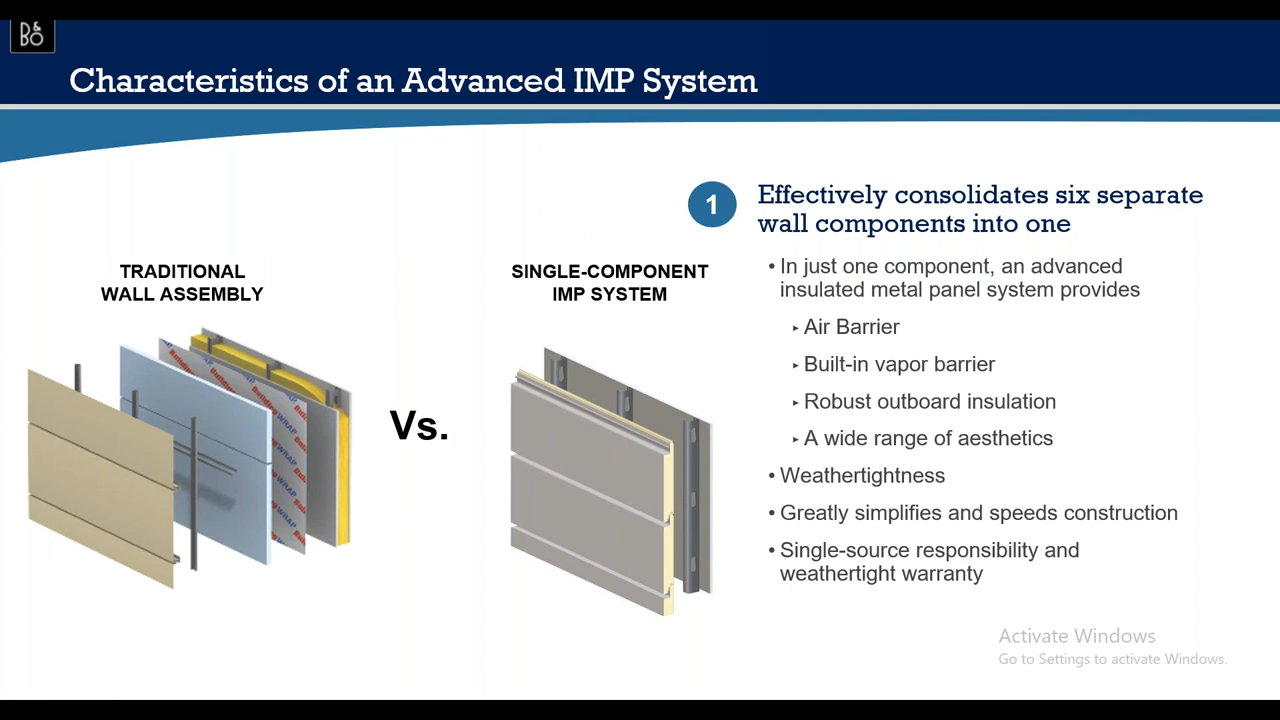 B&O
Characteristics of an Advanced IMP System
1
Effectively consolidates six separate
wall components into one
TRADITIONAL
WALL ASSEMBLY
Vs.
SINGLE-COMPONENT
IMP SYSTEM
• In just one component, an advanced
insulated metal panel system provides
▸ Air Barrier
▸ Built-in vapor barrier
▸ Robust outboard insulation
▸ A wide range of aesthetics
• Weathertightness
• Greatly simplifies and speeds construction
• Single-source responsibility and
weathertight warranty
BuildingWRAP
BuildingWRAP
BuildingWRAP
Activate Windows
Go to Settings to activate Windows.